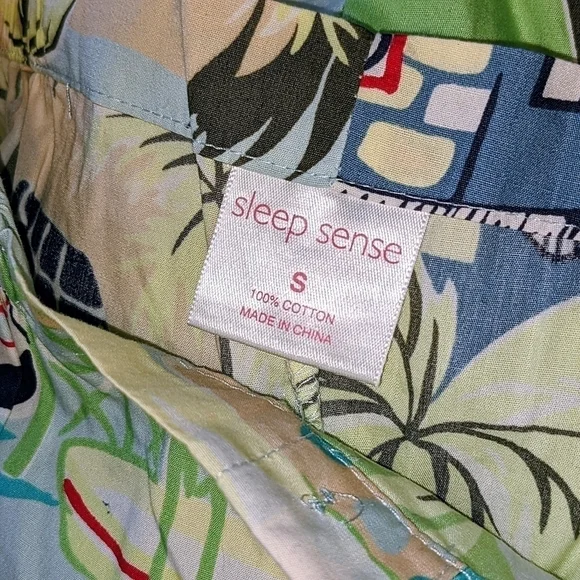 sleep sense
S
100% COTTON
MADE IN CHINA